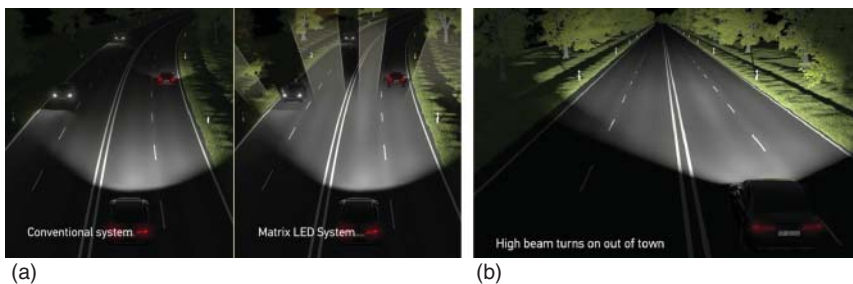 Conventional system
Matrix LED System
High beam turns on out of town
(a)
(b)